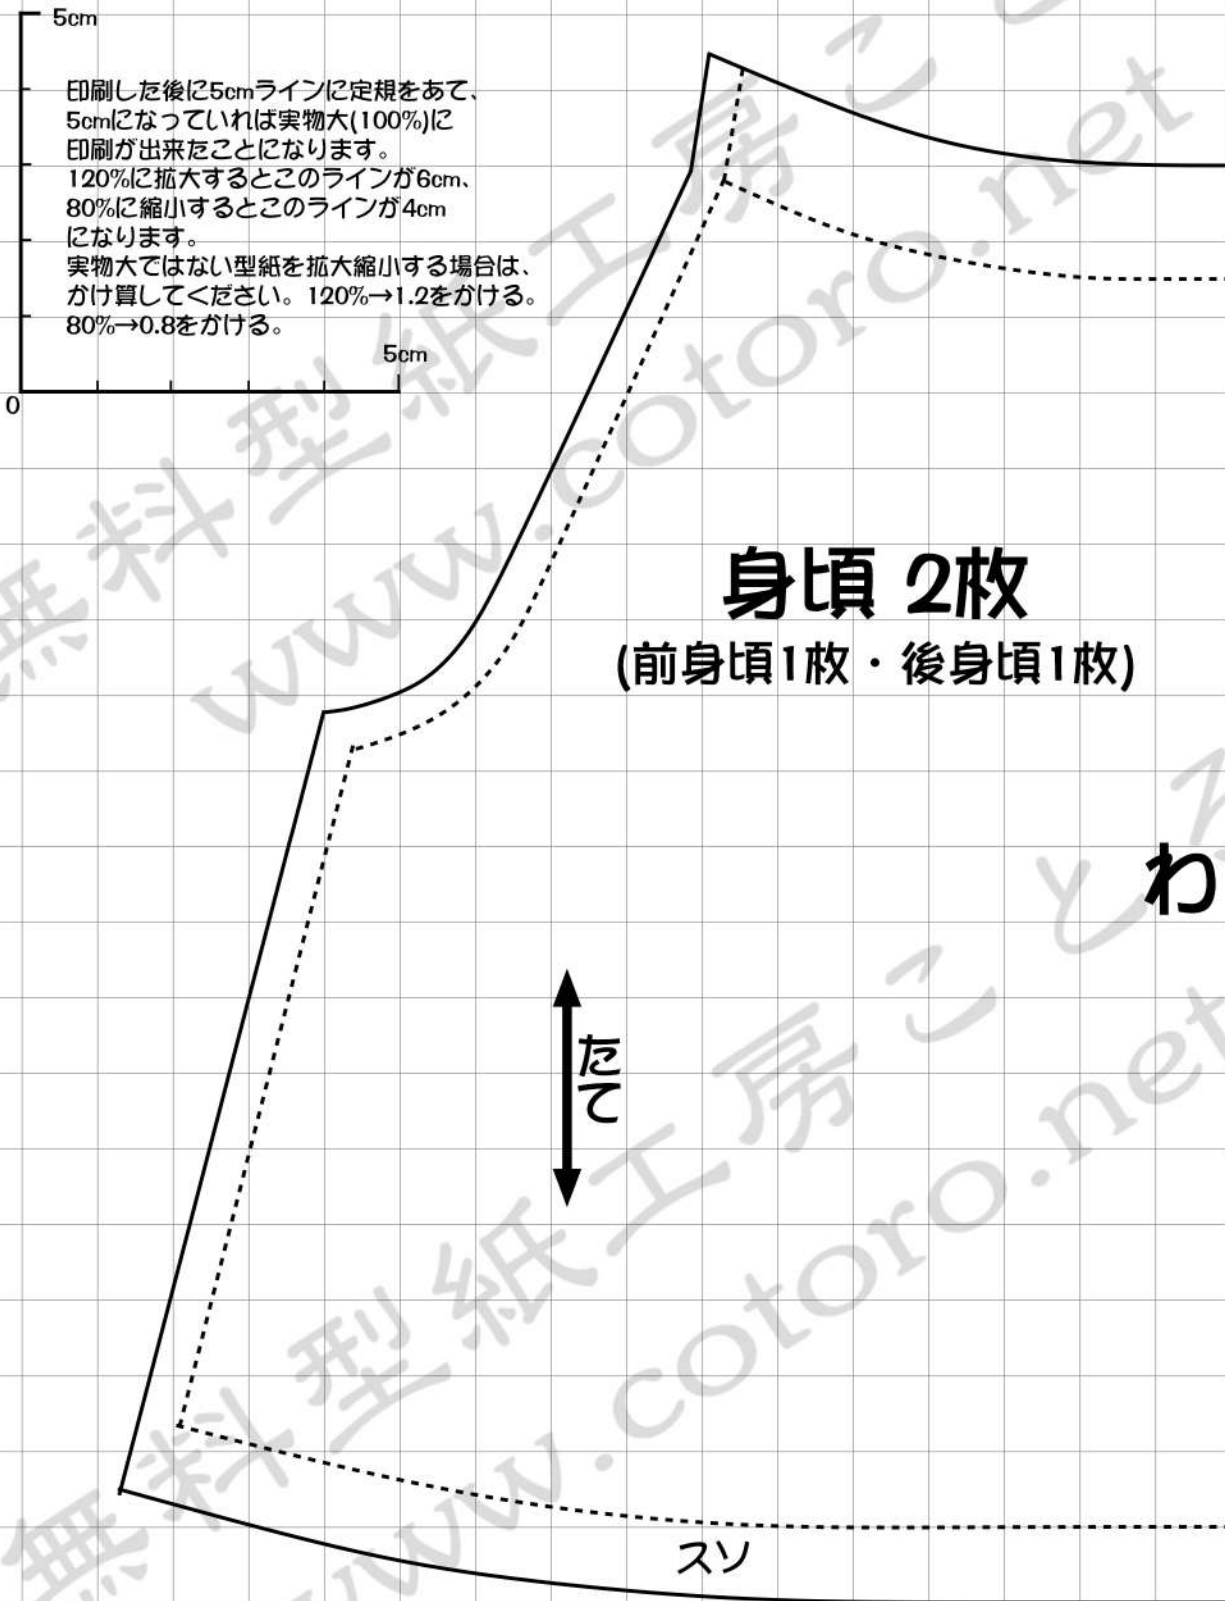 5cm
印刷した後に5cmラインに定規をあて、
5cmになっていれば実物大(100%)に
印刷が出来たことになります。
120%に拡大するとこのラインが6cm、
80%に縮小するとこのラインが4cm
になります。
実物大ではない型紙を拡大縮小する場合は、
かけ算してください。120%→1.2をかける。
80%→0.8をかける。
5cm
0
身頃 2枚
(前身頃1枚・後身頃1枚)
わ
たて
スソ
無料型紙工房こ
www.cotoro.net
無料型紙工房こと
www.cotoro.net